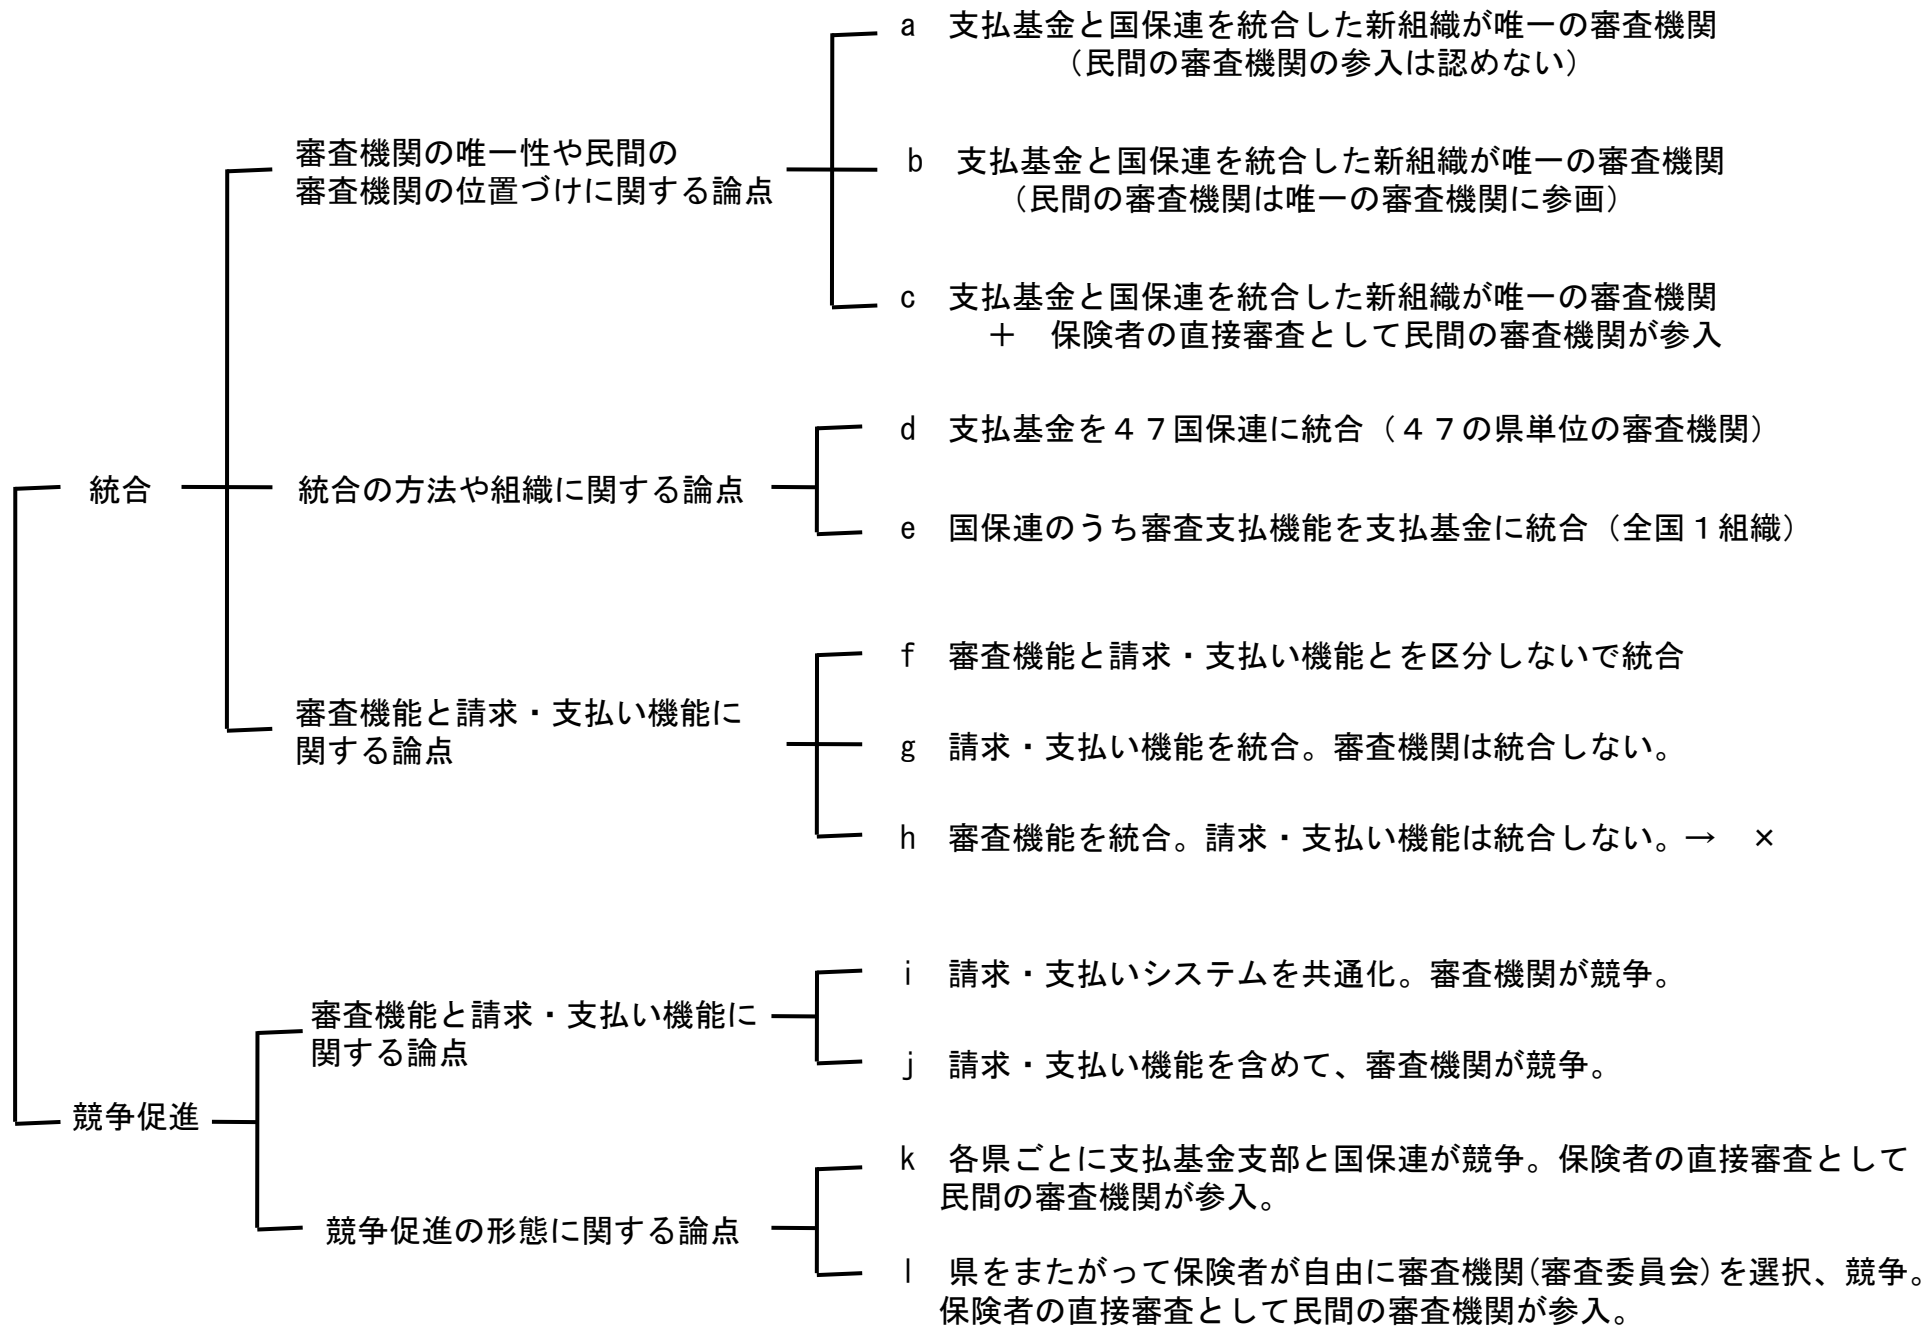 a　支払基金と国保連を統合した新組織が唯一の審査機関
（民間の審査機関の参入は認めない）
審査機関の唯一性や民間の
審査機関の位置づけに関する論点
b　支払基金と国保連を統合した新組織が唯一の審査機関
（民間の審査機関は唯一の審査機関に参画）
c　支払基金と国保連を統合した新組織が唯一の審査機関
＋　保険者の直接審査として民間の審査機関が参入
統合
統合の方法や組織に関する論点
d　支払基金を４７国保連に統合（４７の県単位の審査機関）
e　国保連のうち審査支払機能を支払基金に統合（全国１組織）
審査機能と請求・支払い機能に
関する論点
f　審査機能と請求・支払い機能とを区分しないで統合
g　請求・支払い機能を統合。審査機関は統合しない。
h　審査機能を統合。請求・支払い機能は統合しない。→　×
競争促進
審査機能と請求・支払い機能に
関する論点
i　請求・支払いシステムを共通化。審査機関が競争。
j　請求・支払い機能を含めて、審査機関が競争。
競争促進の形態に関する論点
k　各県ごとに支払基金支部と国保連が競争。保険者の直接審査として
民間の審査機関が参入。
l　県をまたがって保険者が自由に審査機関(審査委員会)を選択、競争。
保険者の直接審査として民間の審査機関が参入。